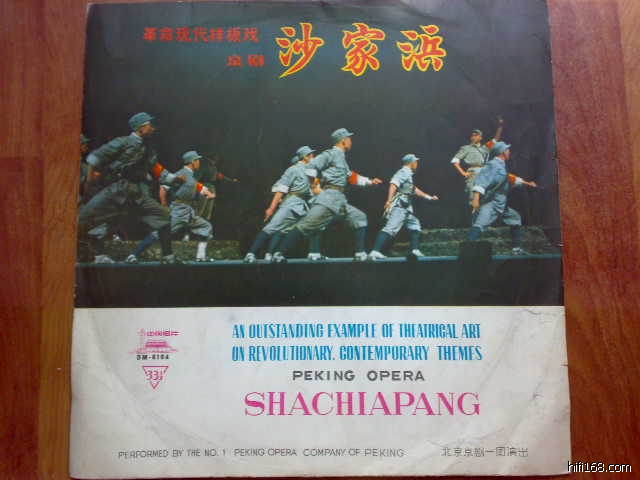 革命现代样板戏
京剧 沙家浜
AN OUTSTANDING EXAMPLE OF THEATRICAL ART
ON REVOLUTIONARY, CONTEMPORARY THEMES
PEKING OPERA
SHACHIAPANG
中国唱片
DM-6104
33⅓
PERFORMED BY THE NO. 1 PEKING OPERA COMPANY OF PEKING
北京京剧一团演出
hifi168.com